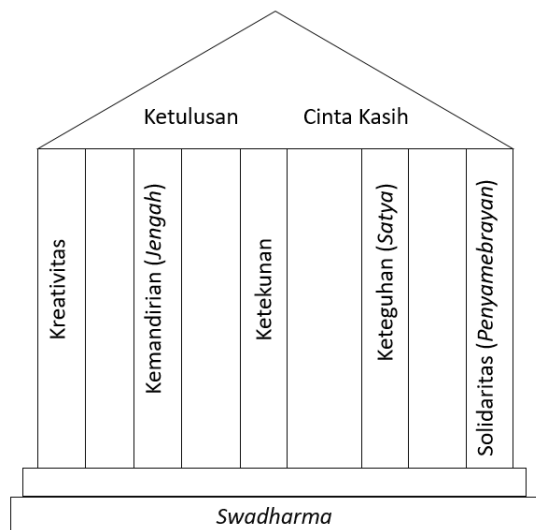 Ketulusan Cinta Kasih
Kreativitas
Kemandirian (Jengah)
Ketekunan
Keteguhan (Satya)
Solidaritas (Penyamebrayan)
Swadharma